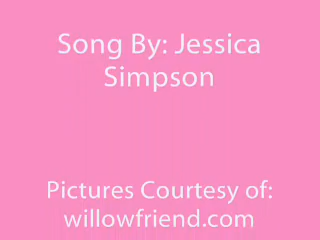 Song By: Jessica
Simpson
Pictures Courtesy of:
willowfriend.com